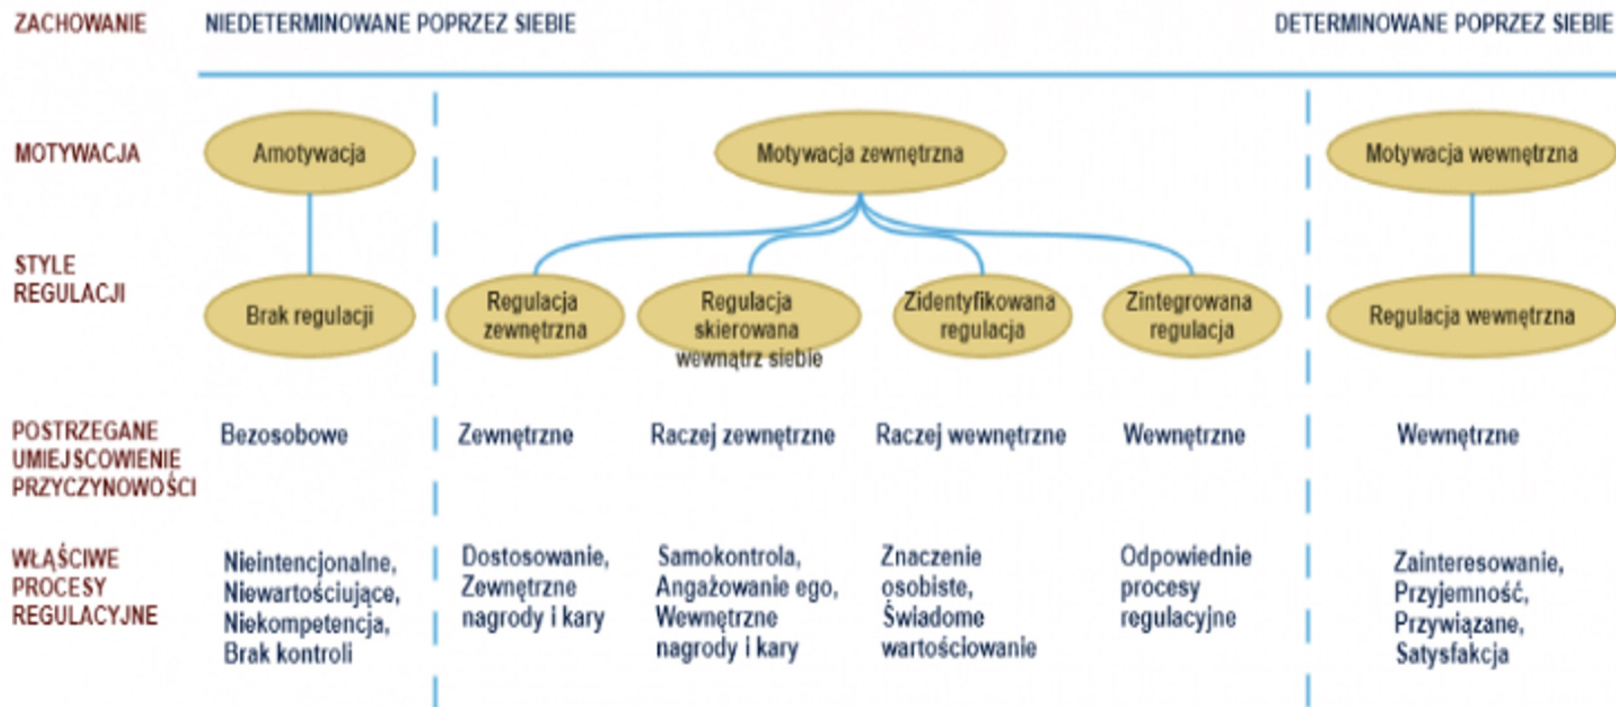 ZACHOWANIE NIEDETERMINOWANE POPRZEZ SIEBIE DETERMINOWANE POPRZEZ SIEBIE
MOTYWACJA Amotywacja Motywacja zewnętrzna Motywacja wewnętrzna
STYLE
REGULACJI
Brak regulacji
Regulacja
zewnętrzna
Regulacja
skierowana
wewnątrz siebie
Zidentyfikowana
regulacja
Zintegrowana
regulacja
Regulacja wewnętrzna
POSTRZEGANE
UMIEJSCOWIENIE
PRZYCZYNOWOŚCI
Bezosobowe Zewnętrzne Raczej zewnętrzne Raczej wewnętrzne Wewnętrzne Wewnętrzne
WŁĄŚCIWE
PROCESY
REGULACYJNE
Nieintencjonalne,
Niewartościujące,
Niekompetencja,
Brak kontroli
Dostosowanie,
Zewnętrzne
nagrody i kary
Samokontrola,
Angażowanie ego,
Wewnętrzne
nagrody i kary
Znaczenie
osobiste,
Świadome
wartościowanie
Odpowiednie
procesy
regulacyjne
Zainteresowanie,
Przyjemność,
Przywiązane,
Satysfakcja